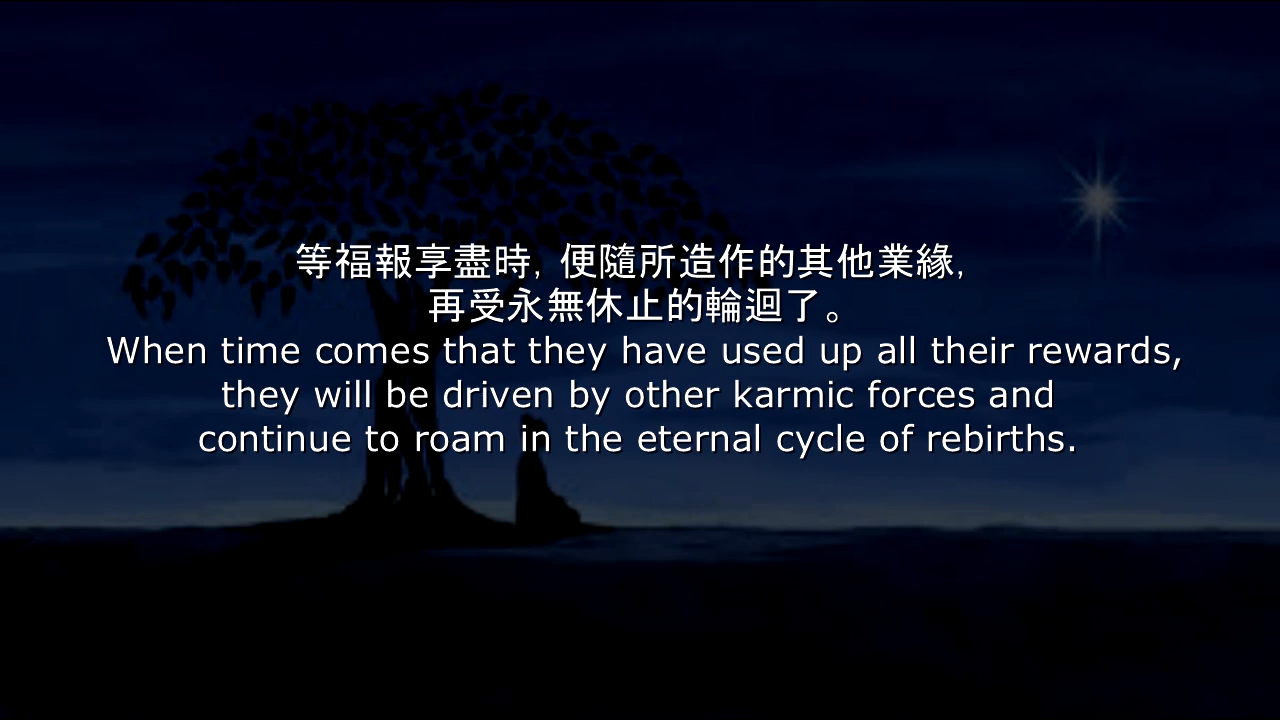 等福報享盡時，便隨所造作的其他業緣，
再受永無休止的輪迴了。
When time comes that they have used up all their rewards,
they will be driven by other karmic forces and
continue to roam in the eternal cycle of rebirths.